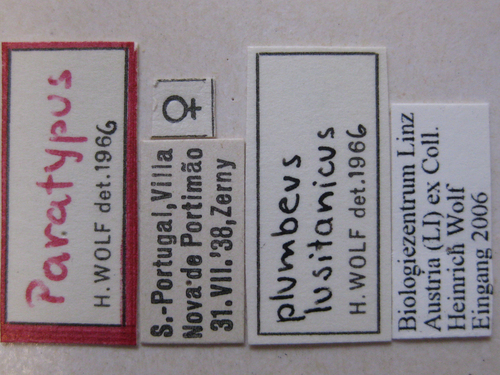 Paratypus
H. WOLF det. 1966
♀
S.-Portugal, Villa
Nova de Portimão
31. VII. '38, Zerny
plumbeus
lusitanicus
H. WOLF det. 1966
Biologiezentrum Linz
Austria (LI) ex Coll.
Heinrich Wolf
Eingang 2006